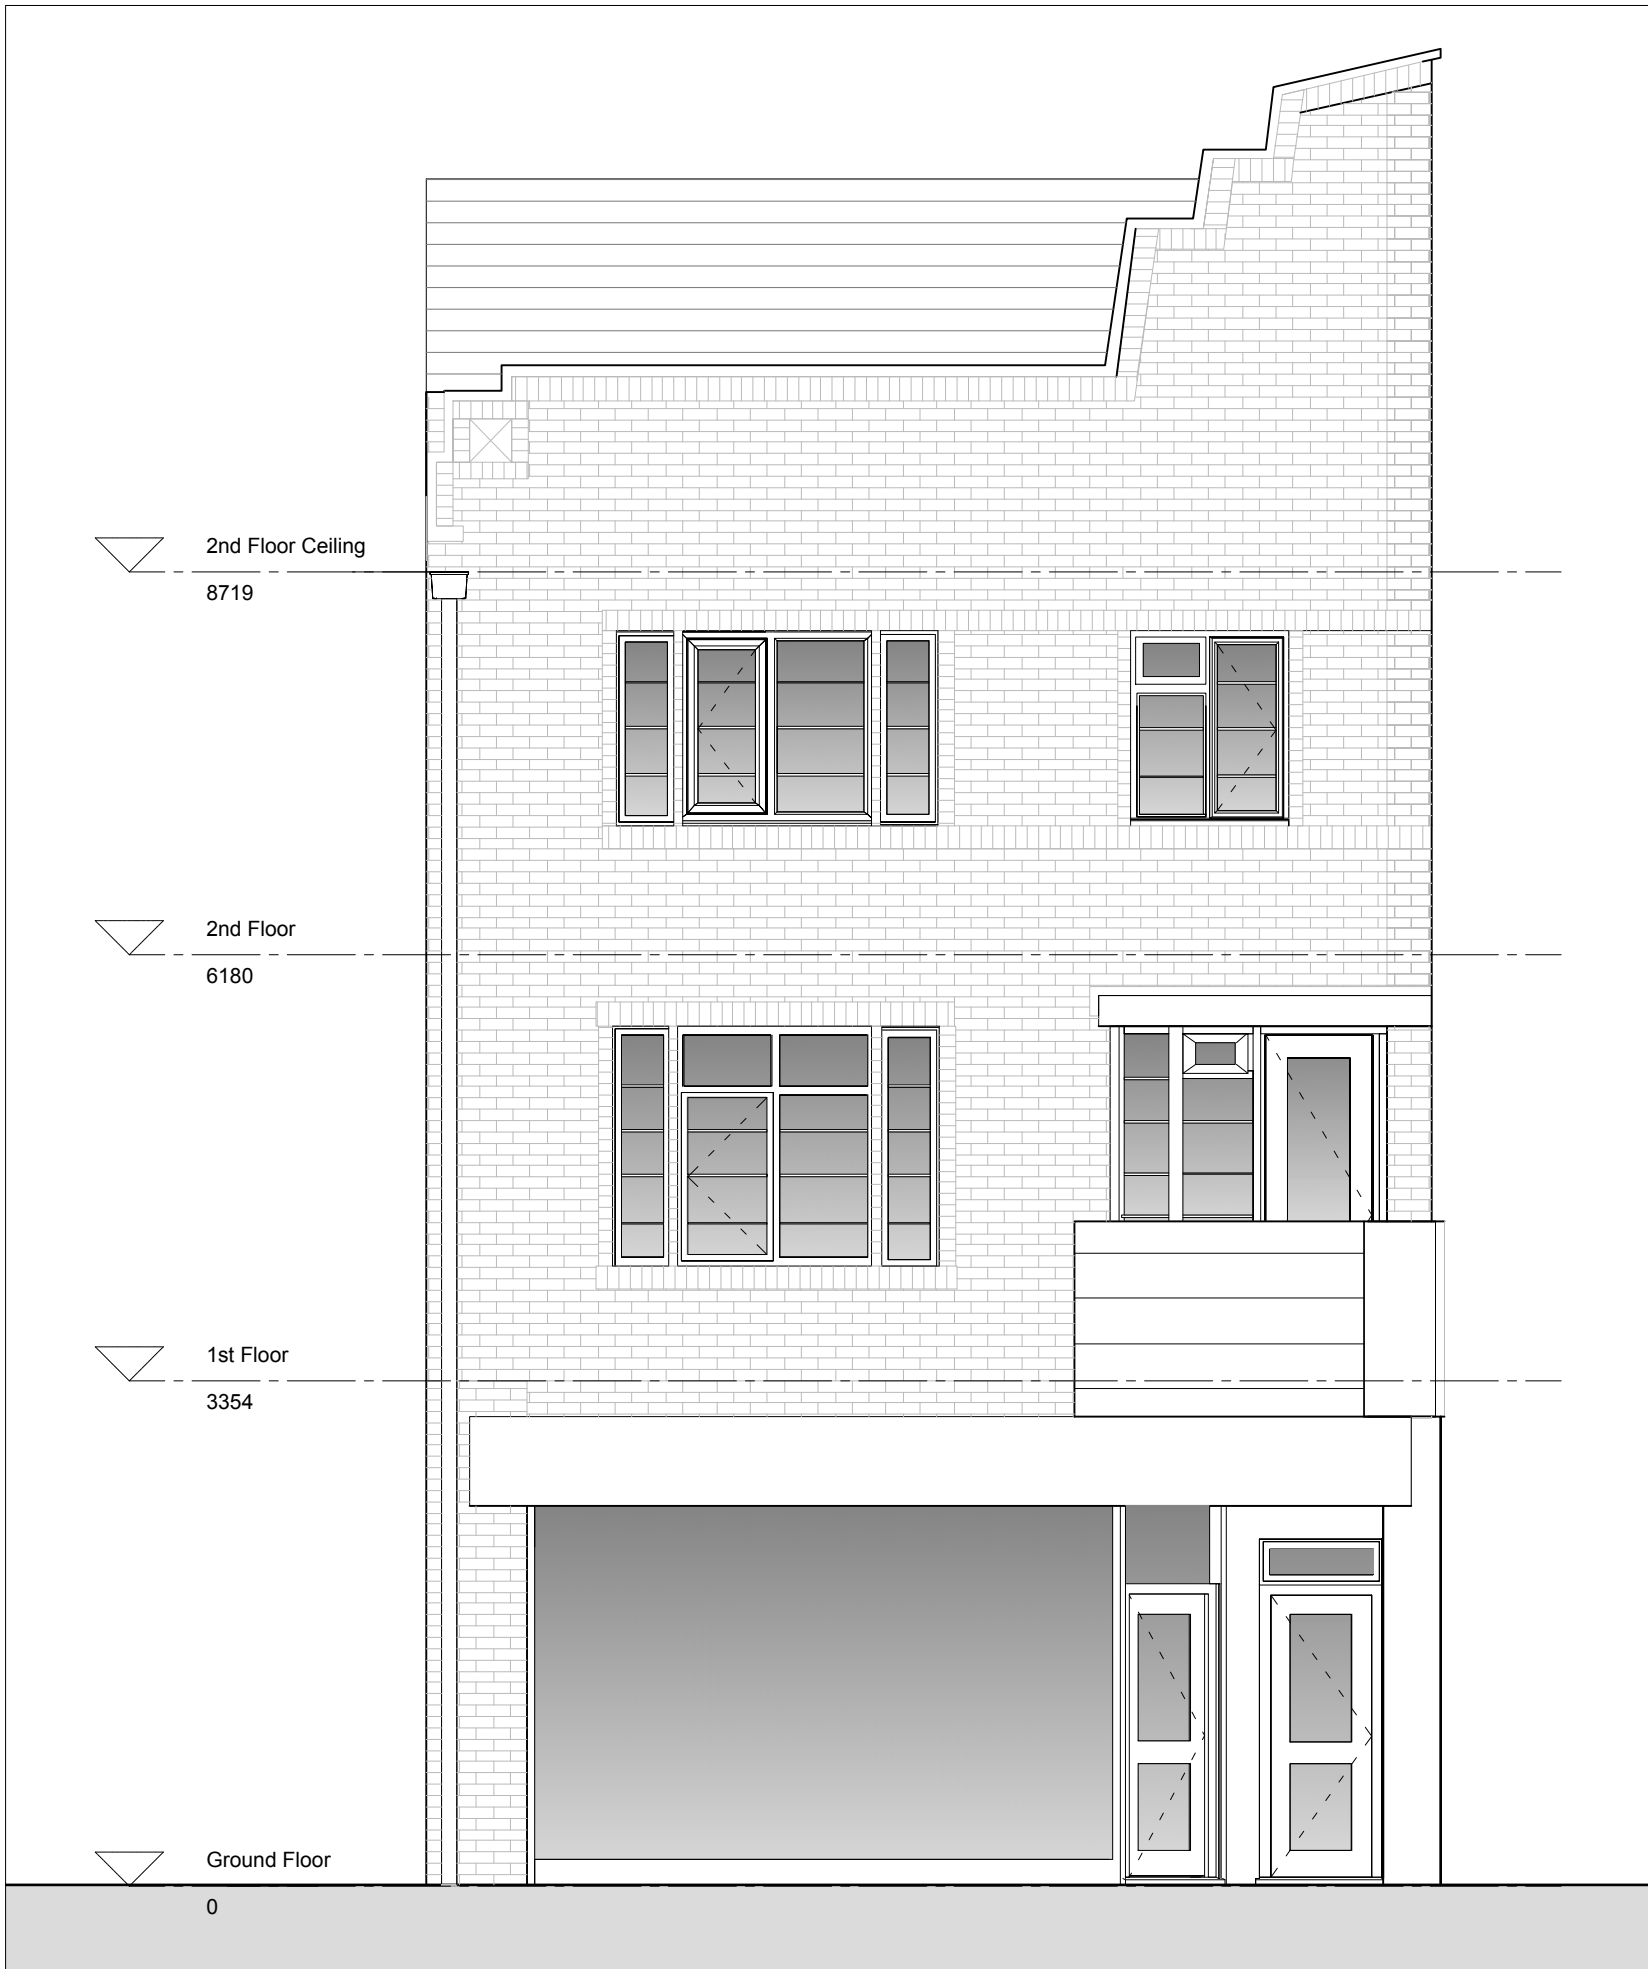 2nd Floor Ceiling
8719
2nd Floor
6180
1st Floor
3354
Ground Floor
0